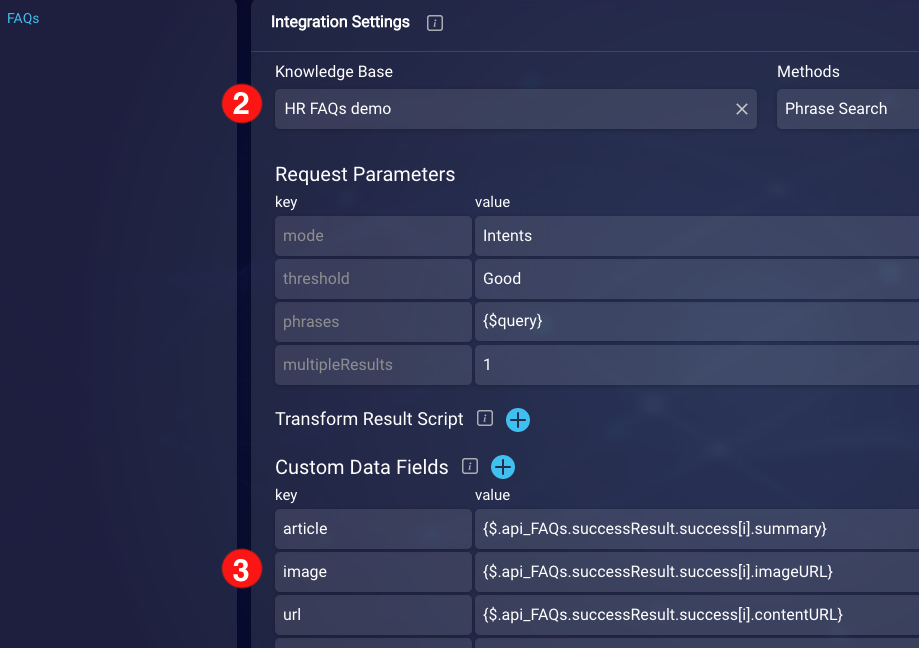 FAQs
Integration Settings i
Knowledge Base
Methods
2
HR FAQs demo
Phrase Search
Request Parameters
key value
mode Intents
threshold Good
phrases {$query}
multipleResults 1
Transform Result Script i
Custom Data Fields i
key value
article {$.api_FAQs.successResult.success[i].summary}
3
image {$.api_FAQs.successResult.success[i].imageURL}
url {$.api_FAQs.successResult.success[i].contentURL}